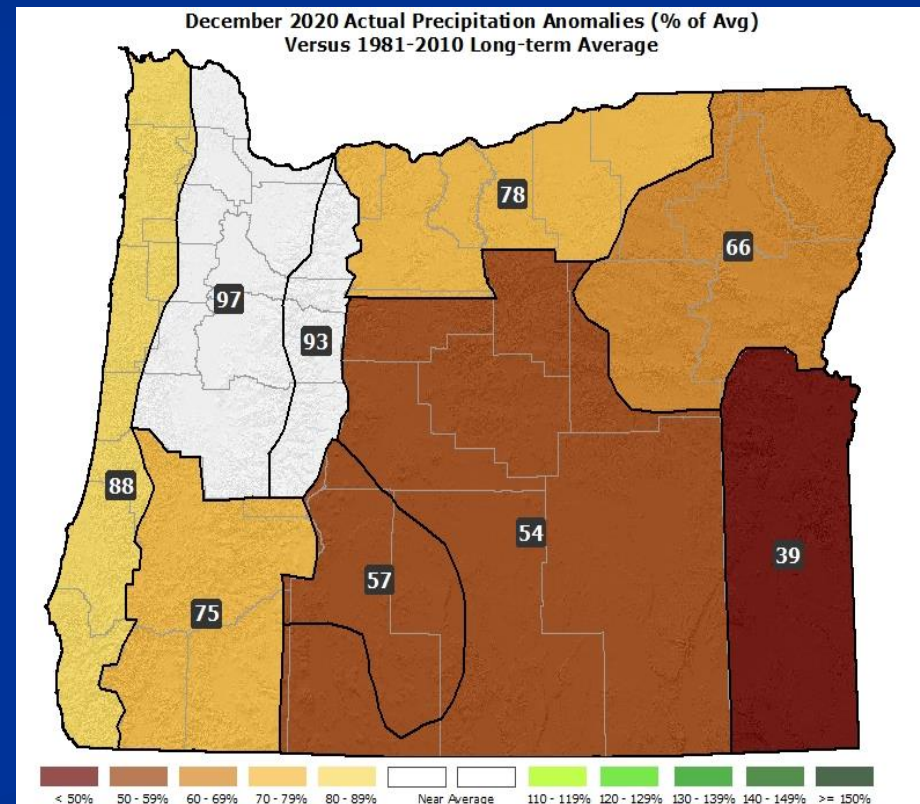 December 2020 Actual Precipitation Anomalies (% of Avg)
Versus 1981-2010 Long-term Average
78
66
97
93
88
54
39
57
75
< 50%
50 - 59%
60 - 69%
70 - 79%
80 - 89%
Near Average
110 - 119%
120 - 129%
130 - 139%
140 - 149%
>= 150%